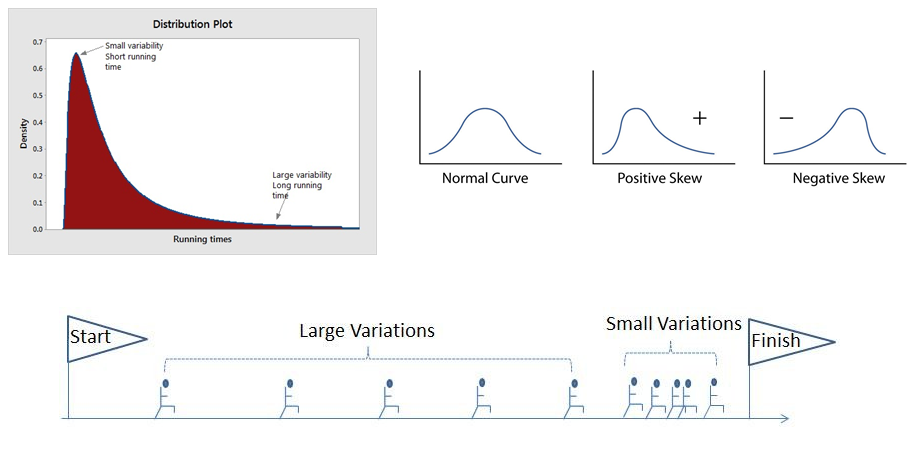 Distribution Plot
0.7
0.6
0.5
0.4
0.3
0.2
0.1
0.0
Density
Small variability
Short running
time
Large variability
Long running
time
Running times
+
−
Normal Curve
Positive Skew
Negative Skew
Start
Large Variations
Small Variations
Finish